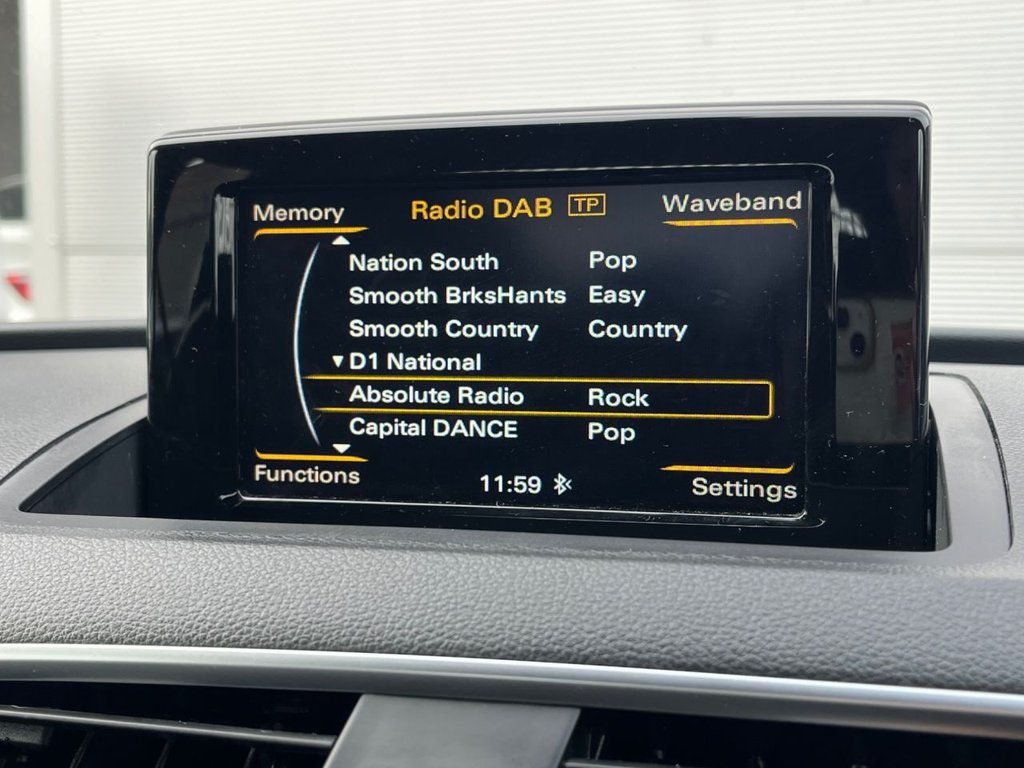 Memory Radio DAB TP Waveband
Nation South Pop
Smooth BrksHants Easy
Smooth Country Country
D1 National
Absolute Radio Rock
Capital DANCE Pop
Functions 11:59 Settings